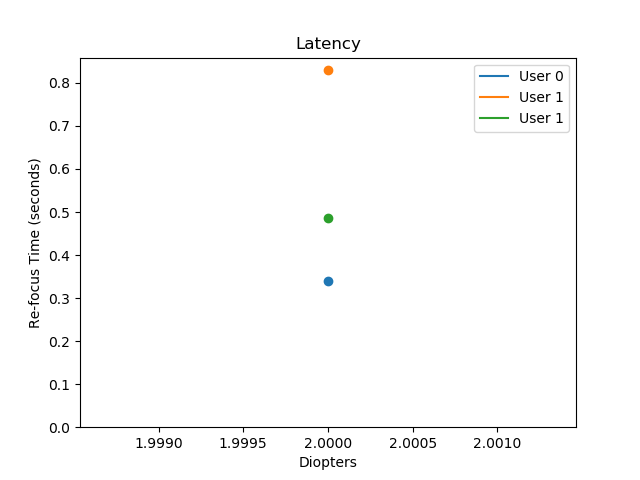 Latency
User 0
User 1
User 1
0.8
0.7
0.6
0.5
0.4
0.3
0.2
0.1
0.0
Re-focus Time (seconds)
1.9990 1.9995 2.0000 2.0005 2.0010
Diopters